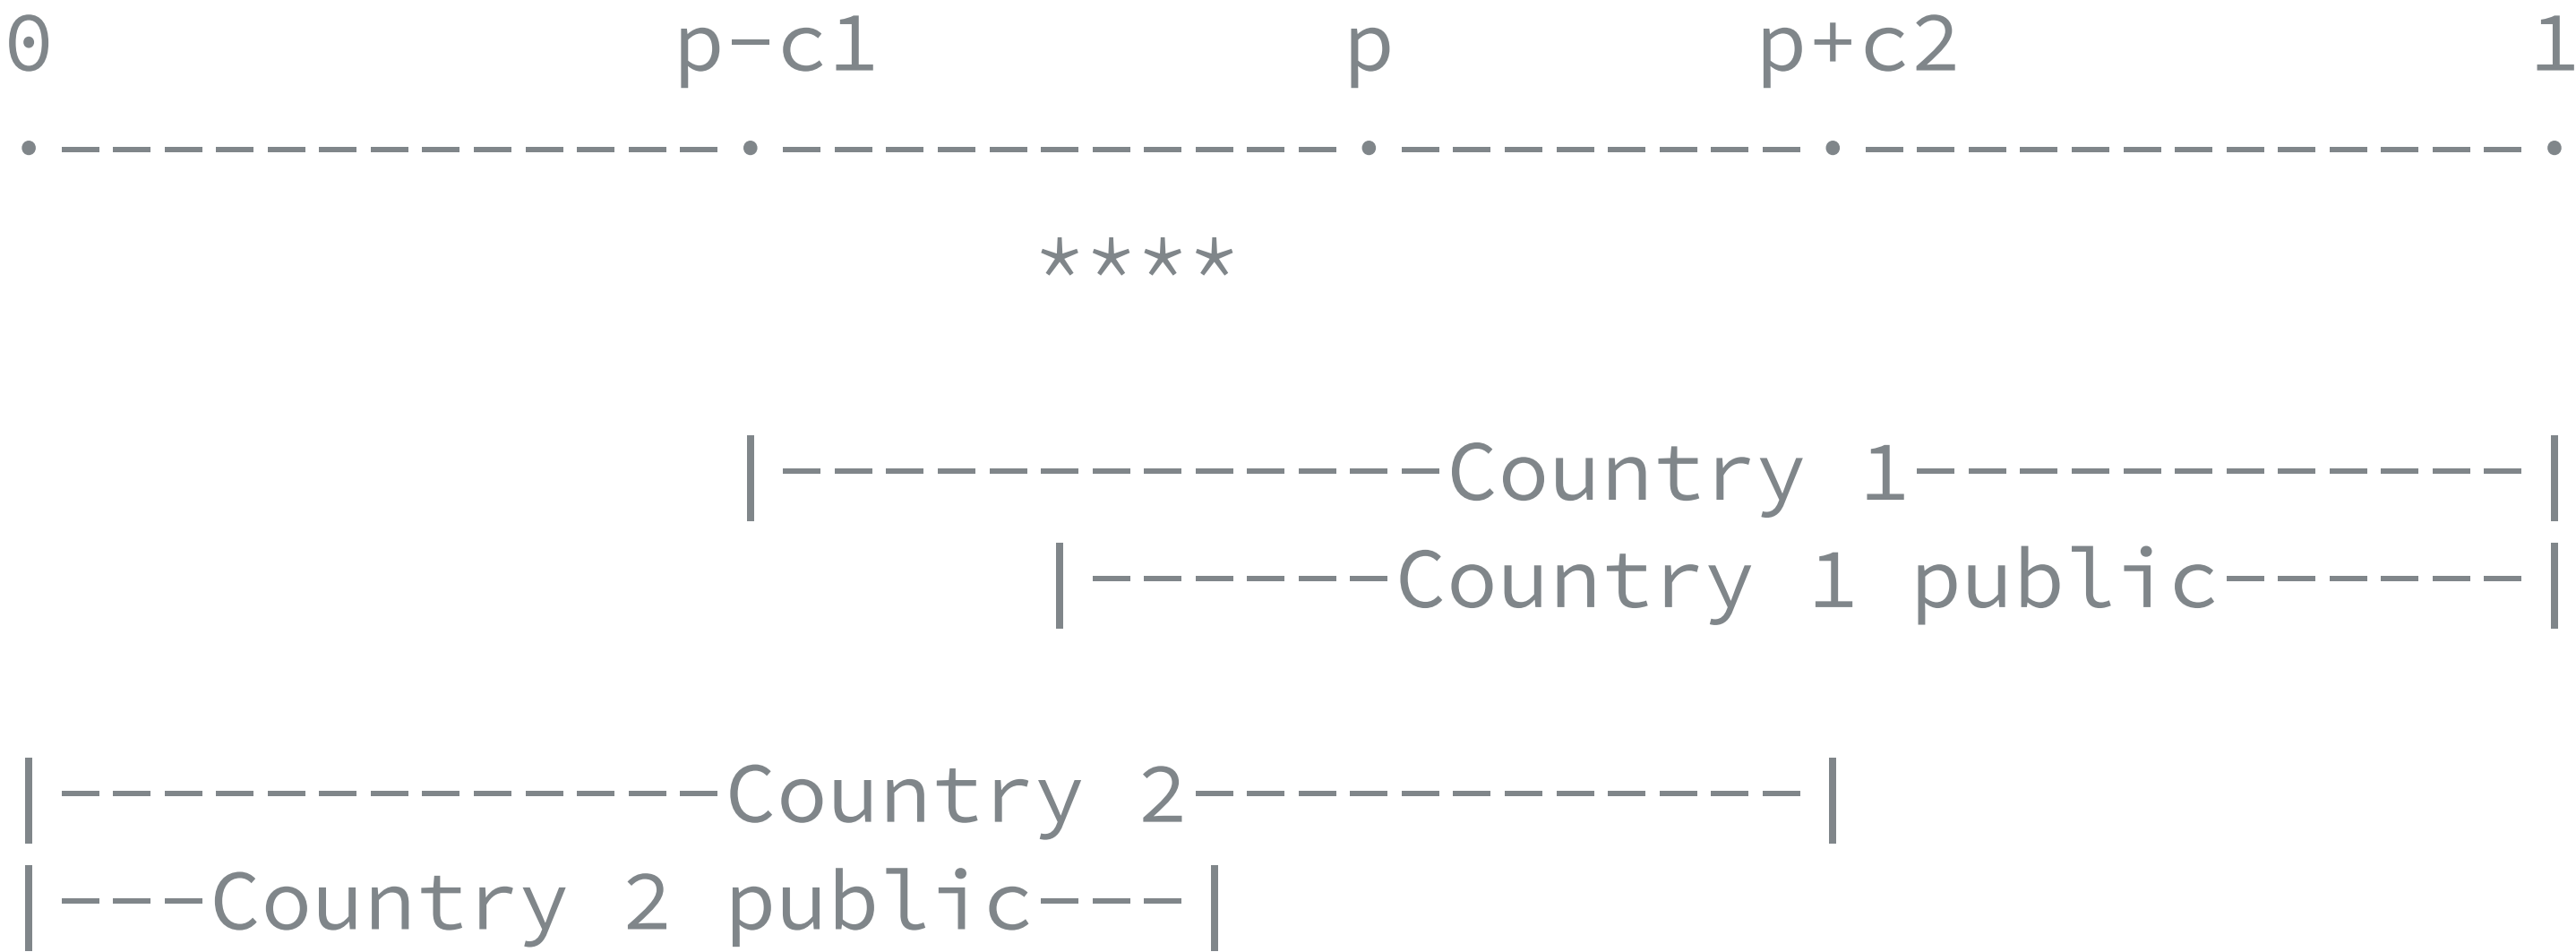 0            p-c1         p       p+c2           1
·-------------·-----------·--------·-------------·
                    ****
              |-------------Country 1------------|
                    |------Country 1 public------|
|-------------Country 2------------|
|---Country 2 public---|